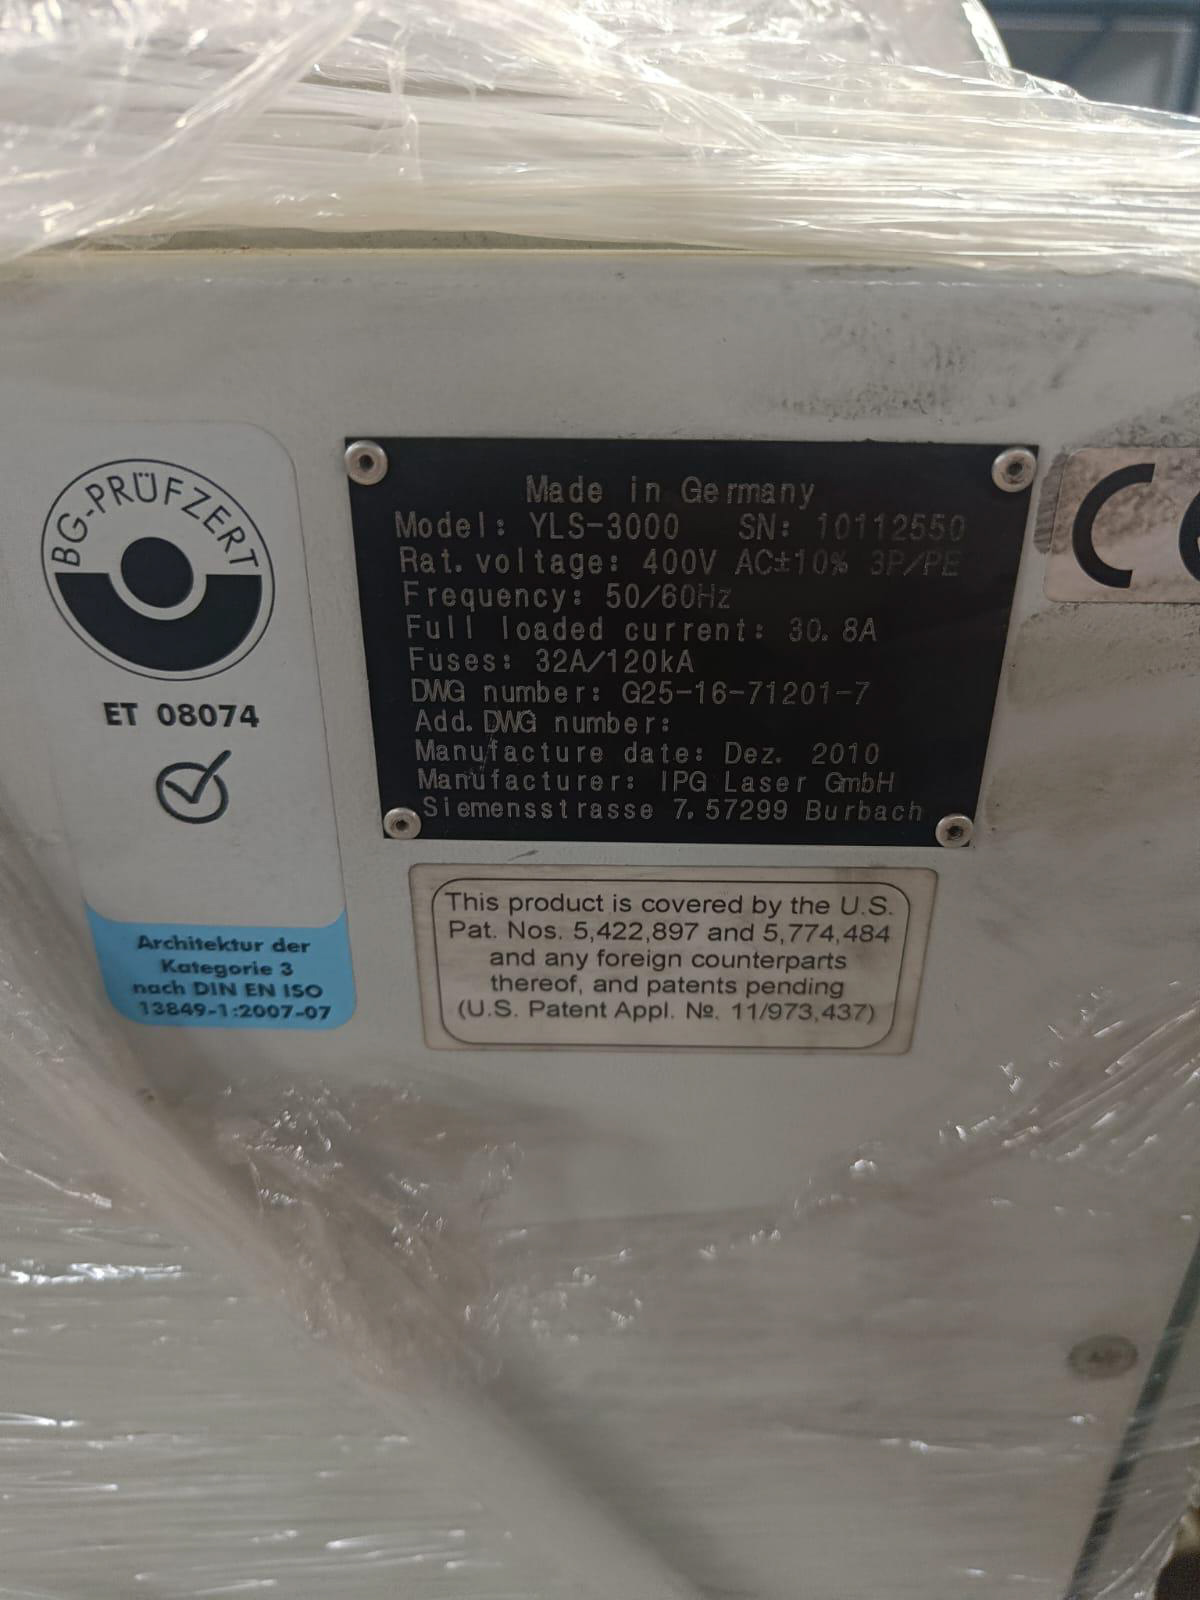 BG-PRÜFZERT
ET 08074
Architektur der
Kategorie 3
nach DIN EN ISO
13849-1:2007-07
Made in Germany
Model: YLS-3000 SN: 10112550
Rat. voltage: 400V AC±10% 3P/PE
Frequency: 50/60Hz
Full loaded current: 30. 8A
Fuses: 32A/120kA
DWG number: G25-16-71201-7
Add. DWG number:
Manufacture date: Dez. 2010
Manufacturer: IPG Laser GmbH
Siemensstrasse 7, 57299 Burbach
This product is covered by the U.S.
Pat. Nos. 5,422,897 and 5,774,484
and any foreign counterparts
thereof, and patents pending
(U.S. Patent Appl. №. 11/973,437)
CE